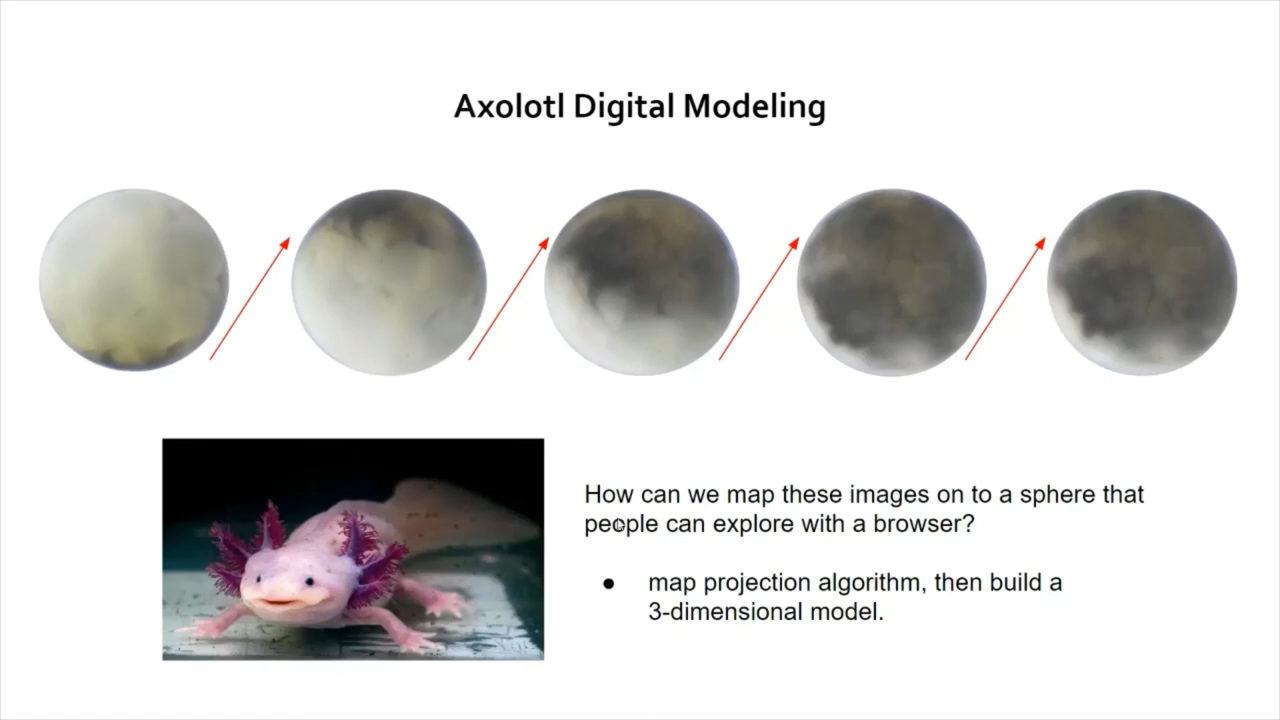 Axolotl Digital Modeling
How can we map these images on to a sphere that
people can explore with a browser?
● map projection algorithm, then build a
3-dimensional model.